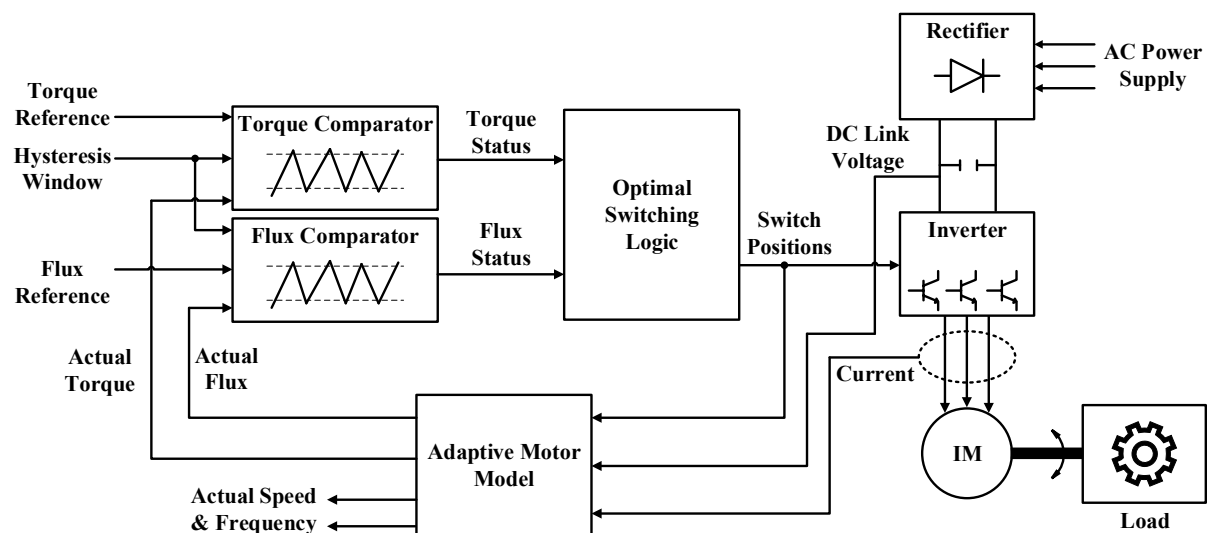 Rectifier
AC Power
Supply
Torque
Reference
Torque Comparator
Torque
Status
DC Link
Voltage
Hysteresis
Window
Optimal
Switching
Logic
Flux Comparator
Flux
Status
Switch
Positions
Inverter
Flux
Reference
Actual
Torque
Actual
Flux
Current
Adaptive Motor
Model
IM
Actual Speed
& Frequency
Load